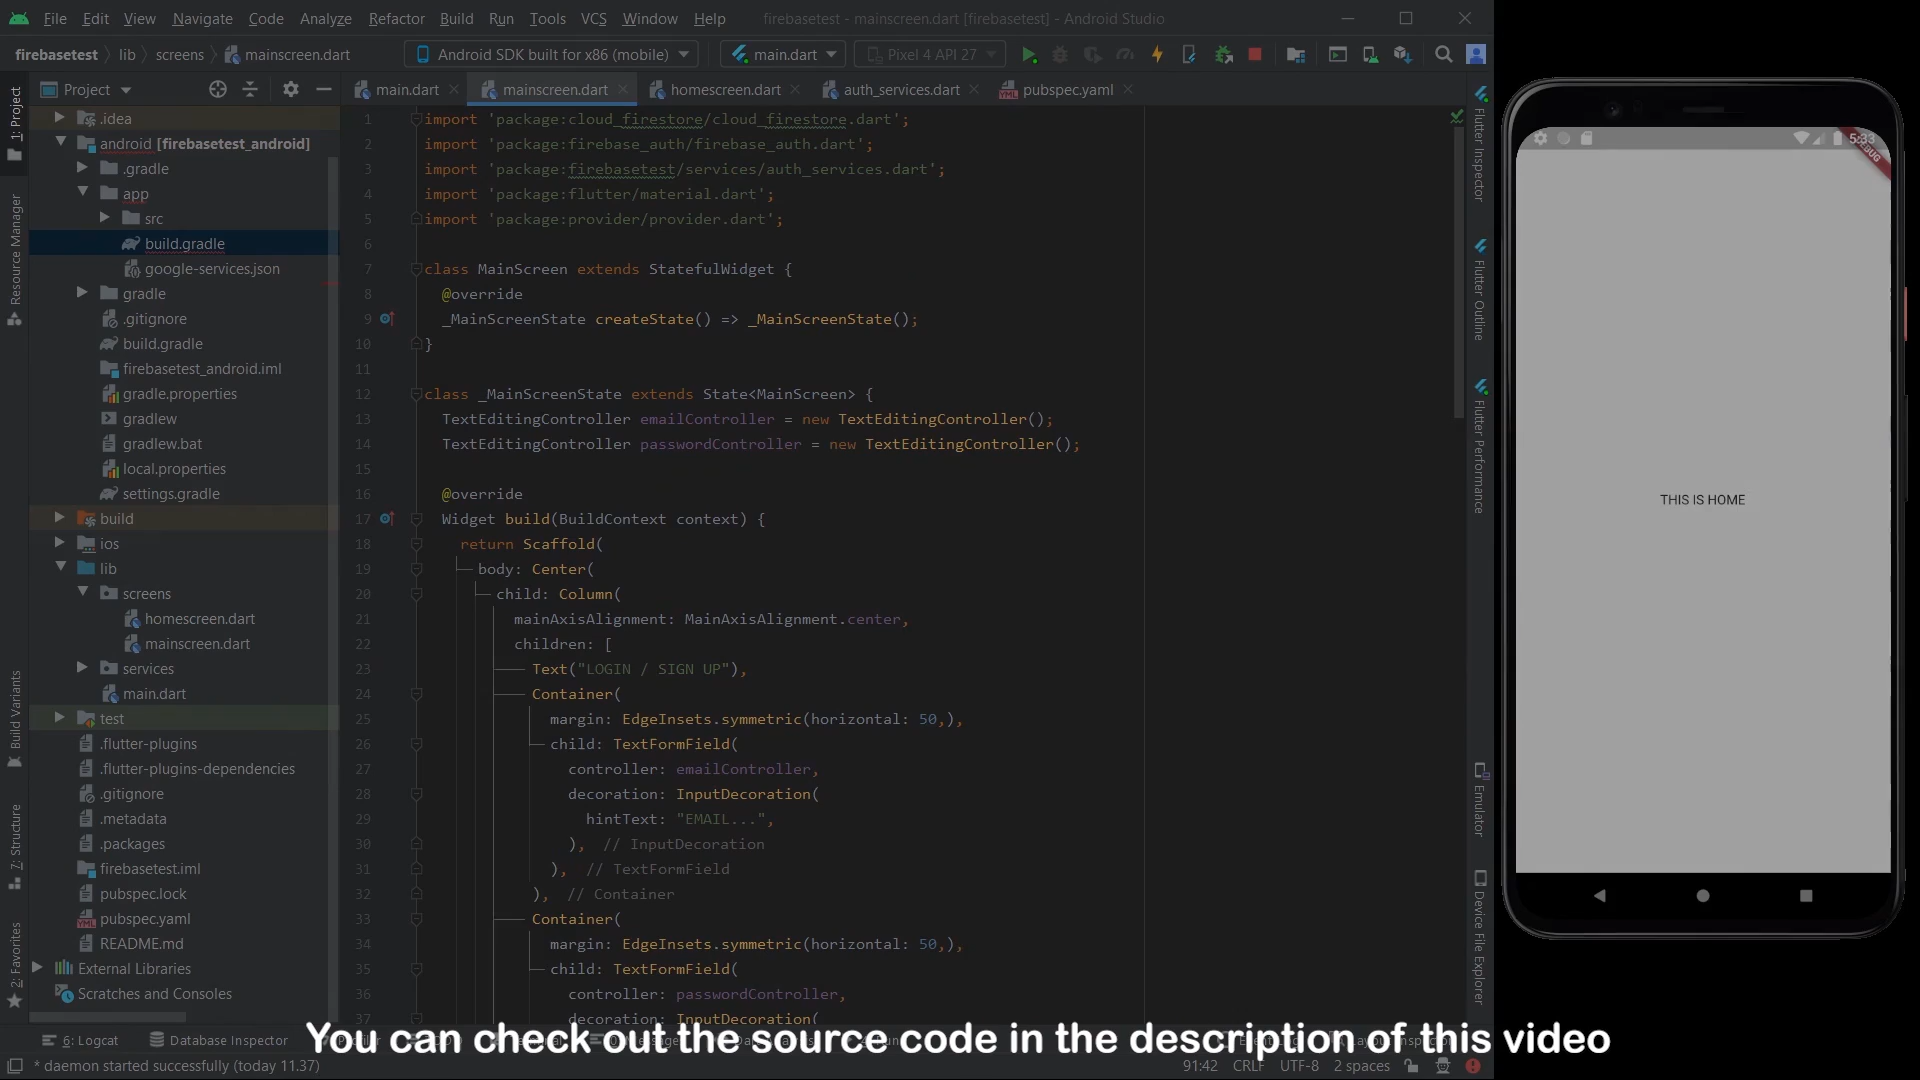 File Edit View Navigate Code Analyze Refactor Build Run Tools VCS Window Help firebasetest - mainscreen.dart [firebasetest] - Android Studio
firebasetest lib screens mainscreen.dart Android SDK built for x86 (mobile) main.dart Pixel 4 API 27
Project main.dart mainscreen.dart homescreen.dart auth_services.dart pubspec.yaml
1: Project
Resource Manager
Build Variants
7: Structure
2: Favorites
.idea
android [firebasetest_android]
.gradle
app
src
build.gradle
google-services.json
gradle
.gitignore
build.gradle
firebasetest_android.iml
gradle.properties
gradlew
gradlew.bat
local.properties
settings.gradle
build
ios
lib
screens
homescreen.dart
mainscreen.dart
services
main.dart
test
.flutter-plugins
.flutter-plugins-dependencies
.gitignore
.metadata
.packages
firebasetest.iml
pubspec.lock
pubspec.yaml
README.md
External Libraries
Scratches and Consoles
1 import 'package:cloud_firestore/cloud_firestore.dart';
2 import 'package:firebase_auth/firebase_auth.dart';
3 import 'package:firebasetest/services/auth_services.dart';
4 import 'package:flutter/material.dart';
5 import 'package:provider/provider.dart';
6
7 class MainScreen extends StatefulWidget {
8 @override
9 _MainScreenState createState() => _MainScreenState();
10 }
11
12 class _MainScreenState extends State<MainScreen> {
13 TextEditingController emailController = new TextEditingController();
14 TextEditingController passwordController = new TextEditingController();
15
16 @override
17 Widget build(BuildContext context) {
18 return Scaffold(
19 body: Center(
20 child: Column(
21 mainAxisAlignment: MainAxisAlignment.center,
22 children: [
23 Text("LOGIN / SIGN UP"),
24 Container(
25 margin: EdgeInsets.symmetric(horizontal: 50,),
26 child: TextFormField(
27 controller: emailController,
28 decoration: InputDecoration(
29 hintText: "EMAIL...",
30 ), // InputDecoration
31 ), // TextFormField
32 ), // Container
33 Container(
34 margin: EdgeInsets.symmetric(horizontal: 50,),
35 child: TextFormField(
36 controller: passwordController,
37 decoration: InputDecoration(
Flutter Inspector
Flutter Outline
Flutter Performance
Emulator
Device File Explorer
5:33
DEBUG
THIS IS HOME
6: Logcat Database Inspector
You can check out the source code in the description of this video
* daemon started successfully (today 11.37) 91:42 CRLF UTF-8 2 spaces